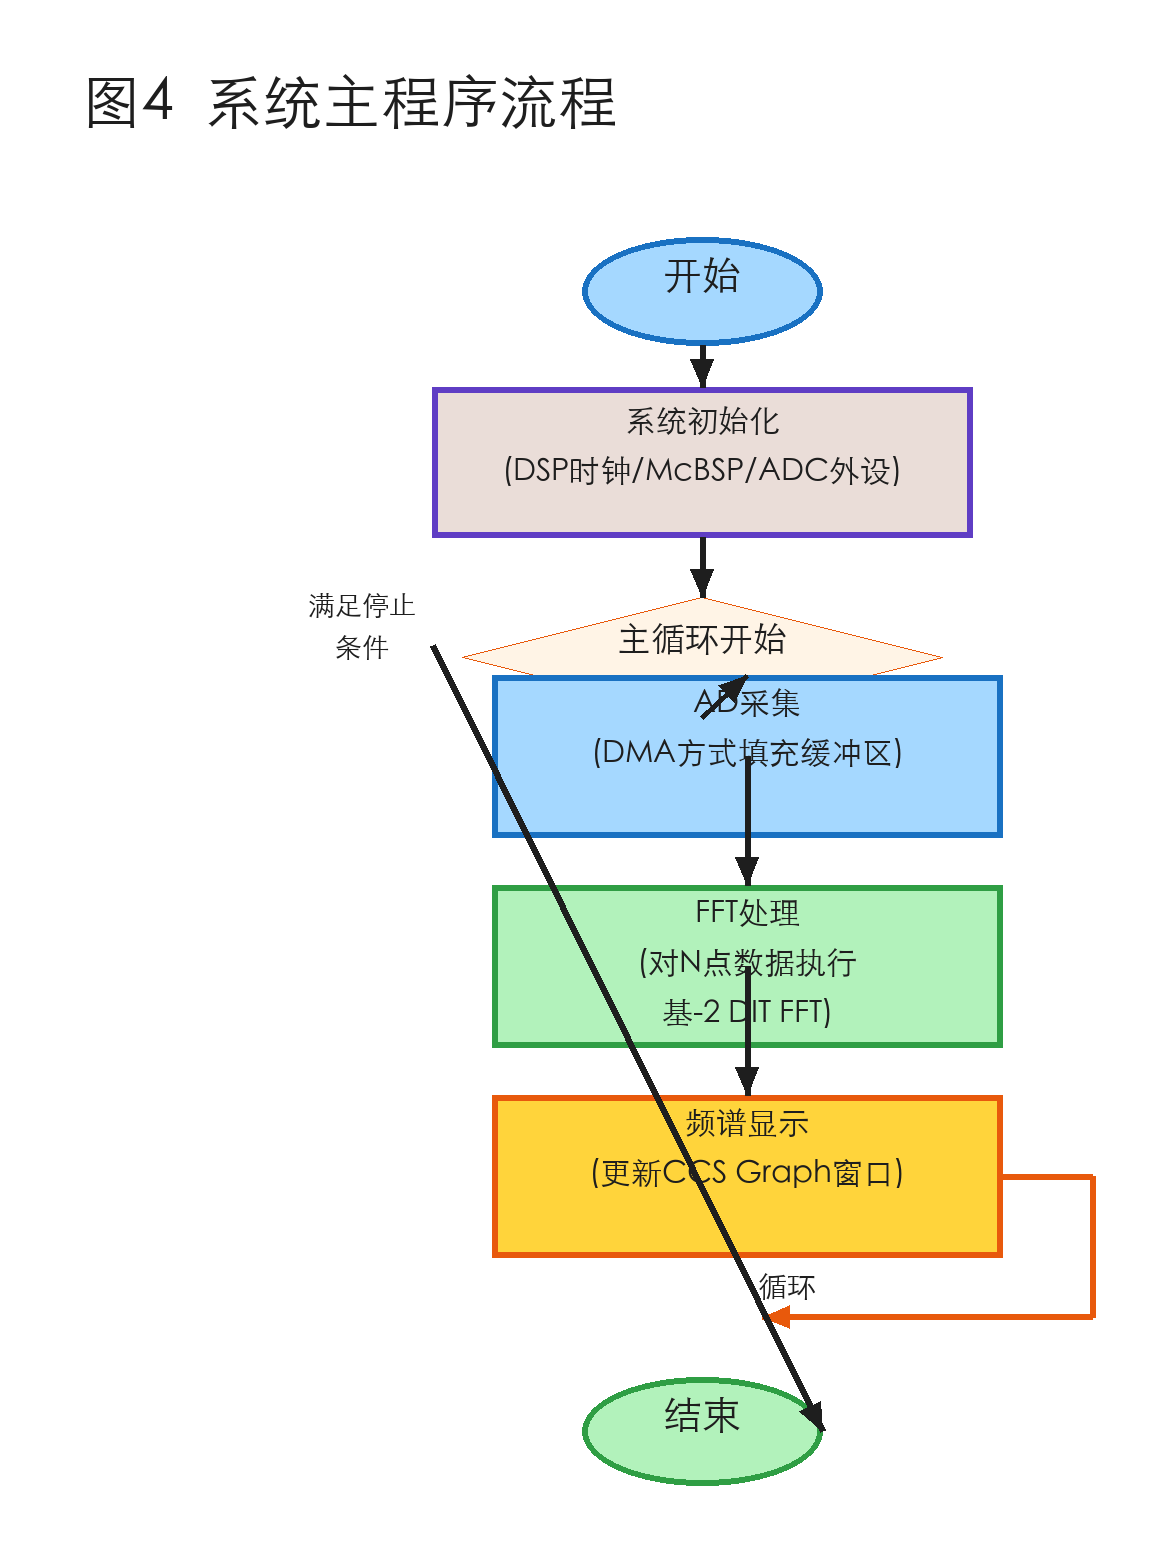 图4 系统主程序流程
开始
系统初始化
(DSP时钟/McBSP/ADC外设)
满足停止
条件
主循环开始
AD采集
(DMA方式填充缓冲区)
FFT处理
(对N点数据执行
基-2 DIT FFT)
频谱显示
(更新CCS Graph窗口)
循环
结束